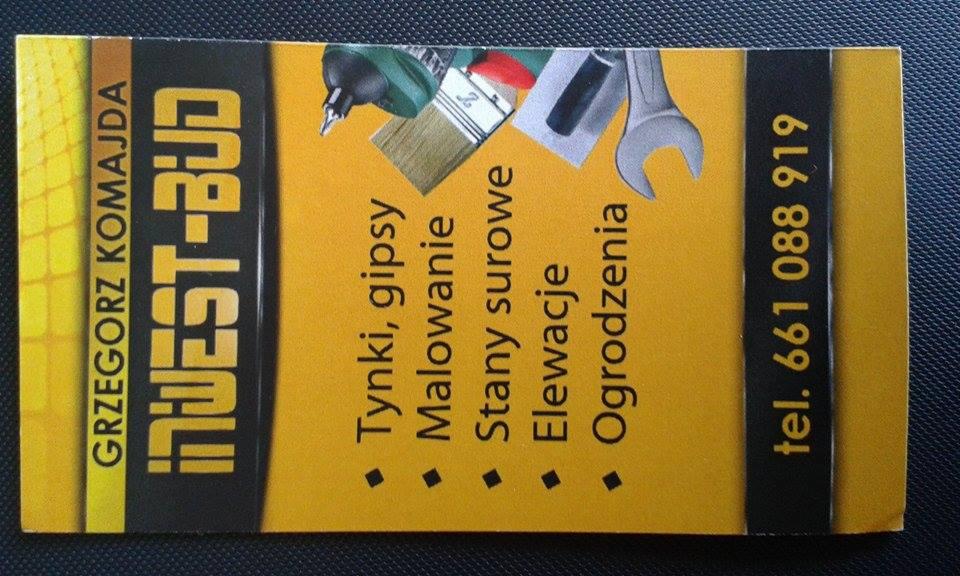 GRZEGORZ KOMAJDA
INWEST-BUD
Tynki, gipsy
Malowanie
Stany surowe
Elewacje
Ogrodzenia
tel. 661 088 919